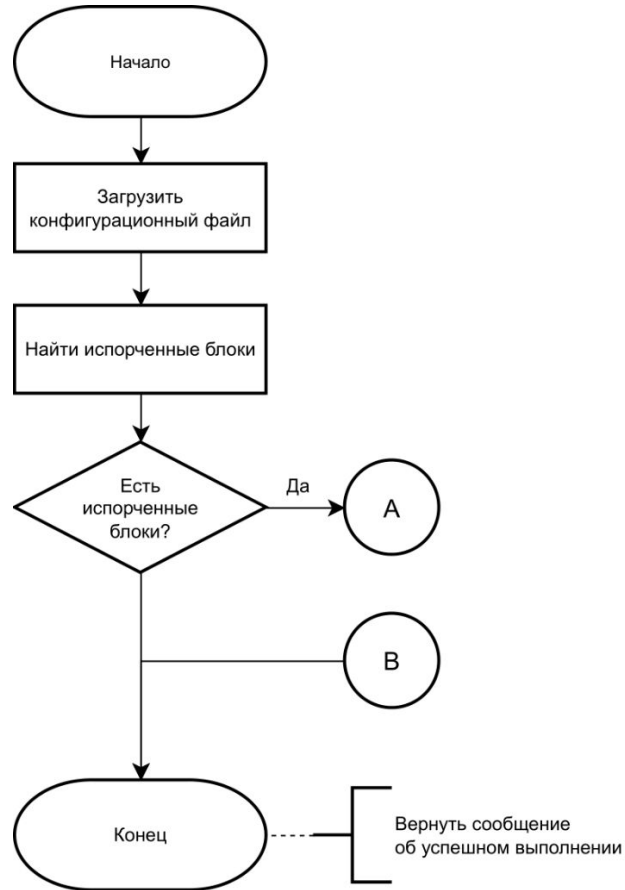 Начало
Загрузить
конфигурационный файл
Найти испорченные блоки
Есть
испорченные
блоки?
Да
A
B
Конец
Вернуть сообщение
об успешном выполнении